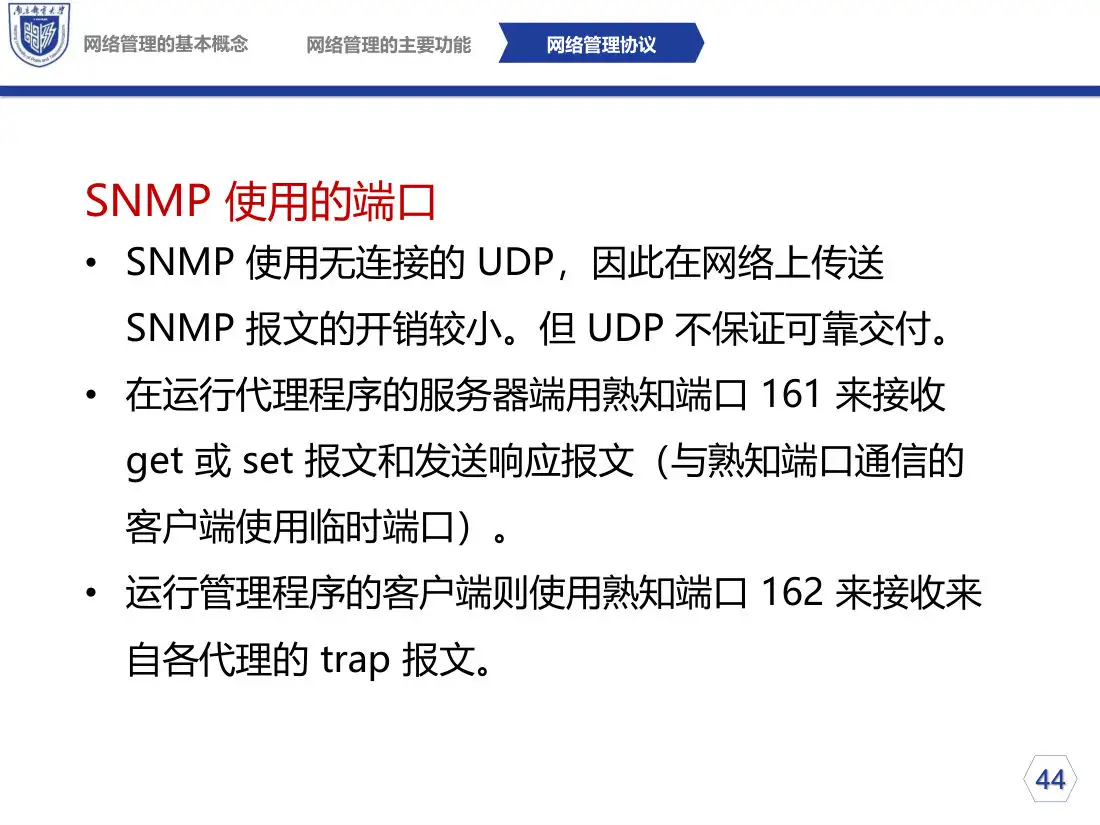 南京邮电大学
网络管理的基本概念 网络管理的主要功能 网络管理协议
SNMP 使用的端口
• SNMP 使用无连接的 UDP，因此在网络上传送
SNMP 报文的开销较小。但 UDP 不保证可靠交付。
• 在运行代理程序的服务器端用熟知端口 161 来接收
get 或 set 报文和发送响应报文（与熟知端口通信的
客户端使用临时端口）。
• 运行管理程序的客户端则使用熟知端口 162 来接收来
自各代理的 trap 报文。
44